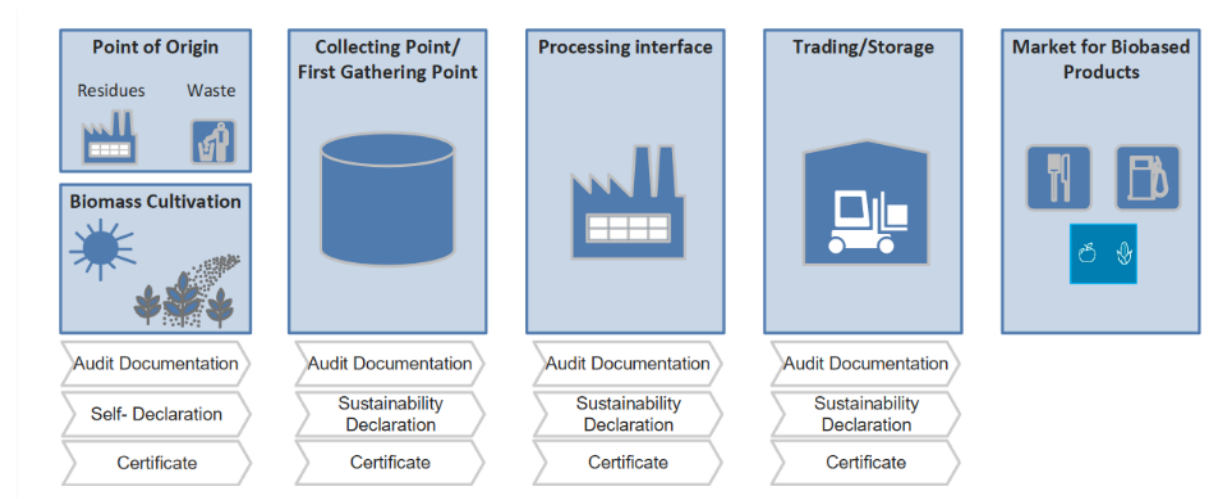 Point of Origin
Residues
Waste
Biomass Cultivation
Audit Documentation
Self- Declaration
Certificate
Collecting Point/
First Gathering Point
Audit Documentation
Sustainability
Declaration
Certificate
Processing interface
Audit Documentation
Sustainability
Declaration
Certificate
Trading/Storage
Audit Documentation
Sustainability
Declaration
Certificate
Market for Biobased
Products